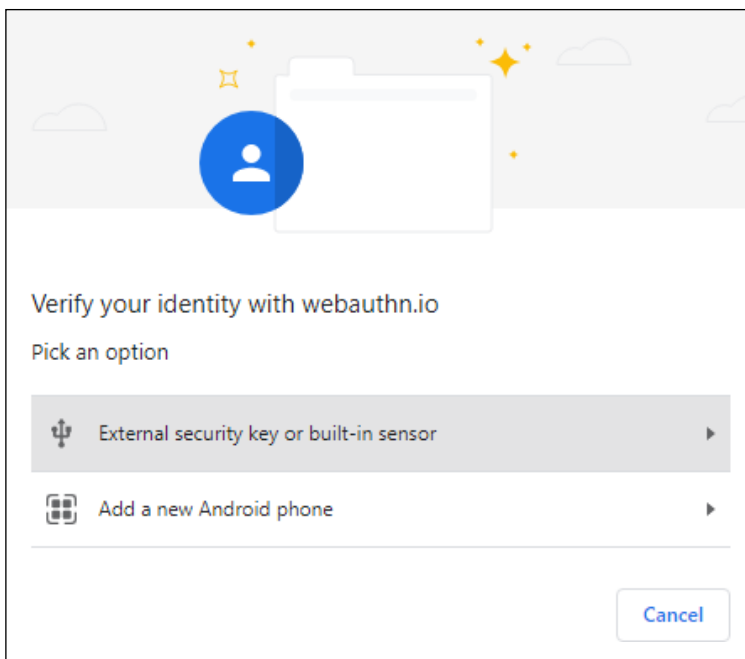 Verify your identity with webauthn.io
Pick an option
External security key or built-in sensor
Add a new Android phone
Cancel